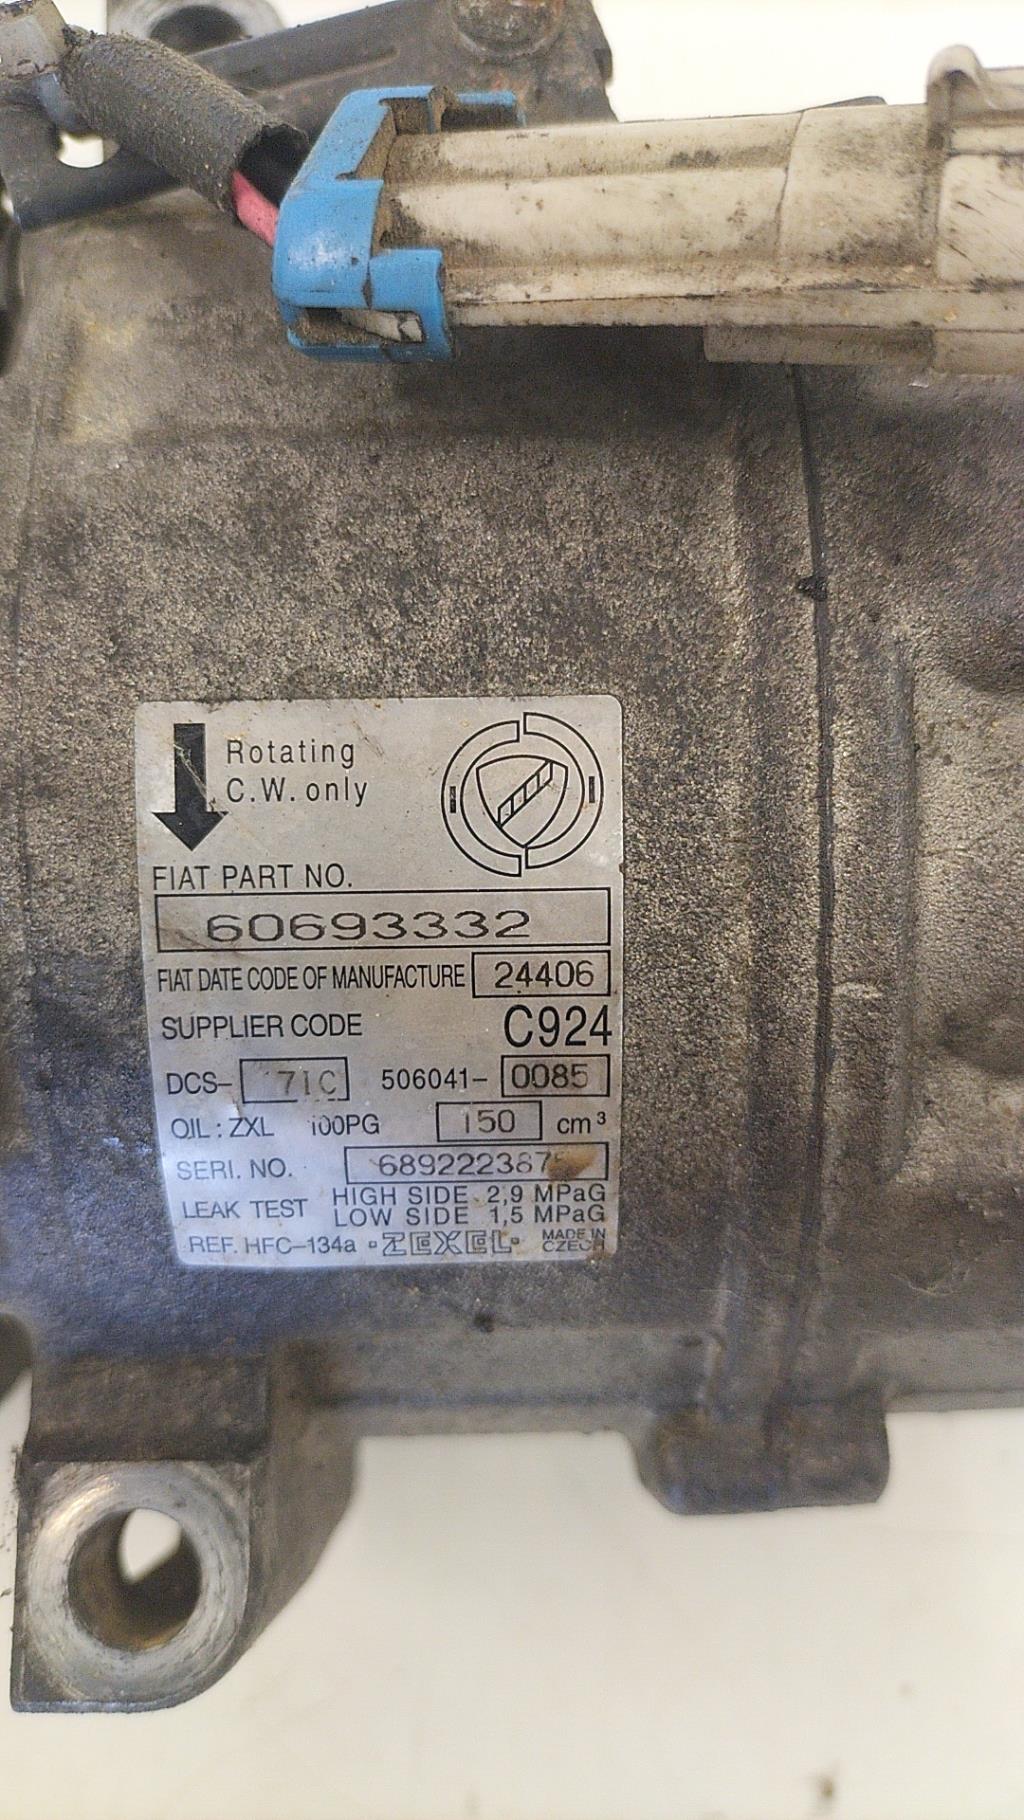 Rotating
C.W. only
FIAT PART NO.
60693332
FIAT DATE CODE OF MANUFACTURE 24406
SUPPLIER CODE C924
DCS- 71C 506041- 0085
OIL : ZXL 100PG 150 cm³
SERI. NO.
LEAK TEST HIGH SIDE 2,9 MPaG
LOW SIDE 1,5 MPaG
REF. HFC-134a ZEXEL MADE IN
CZECH